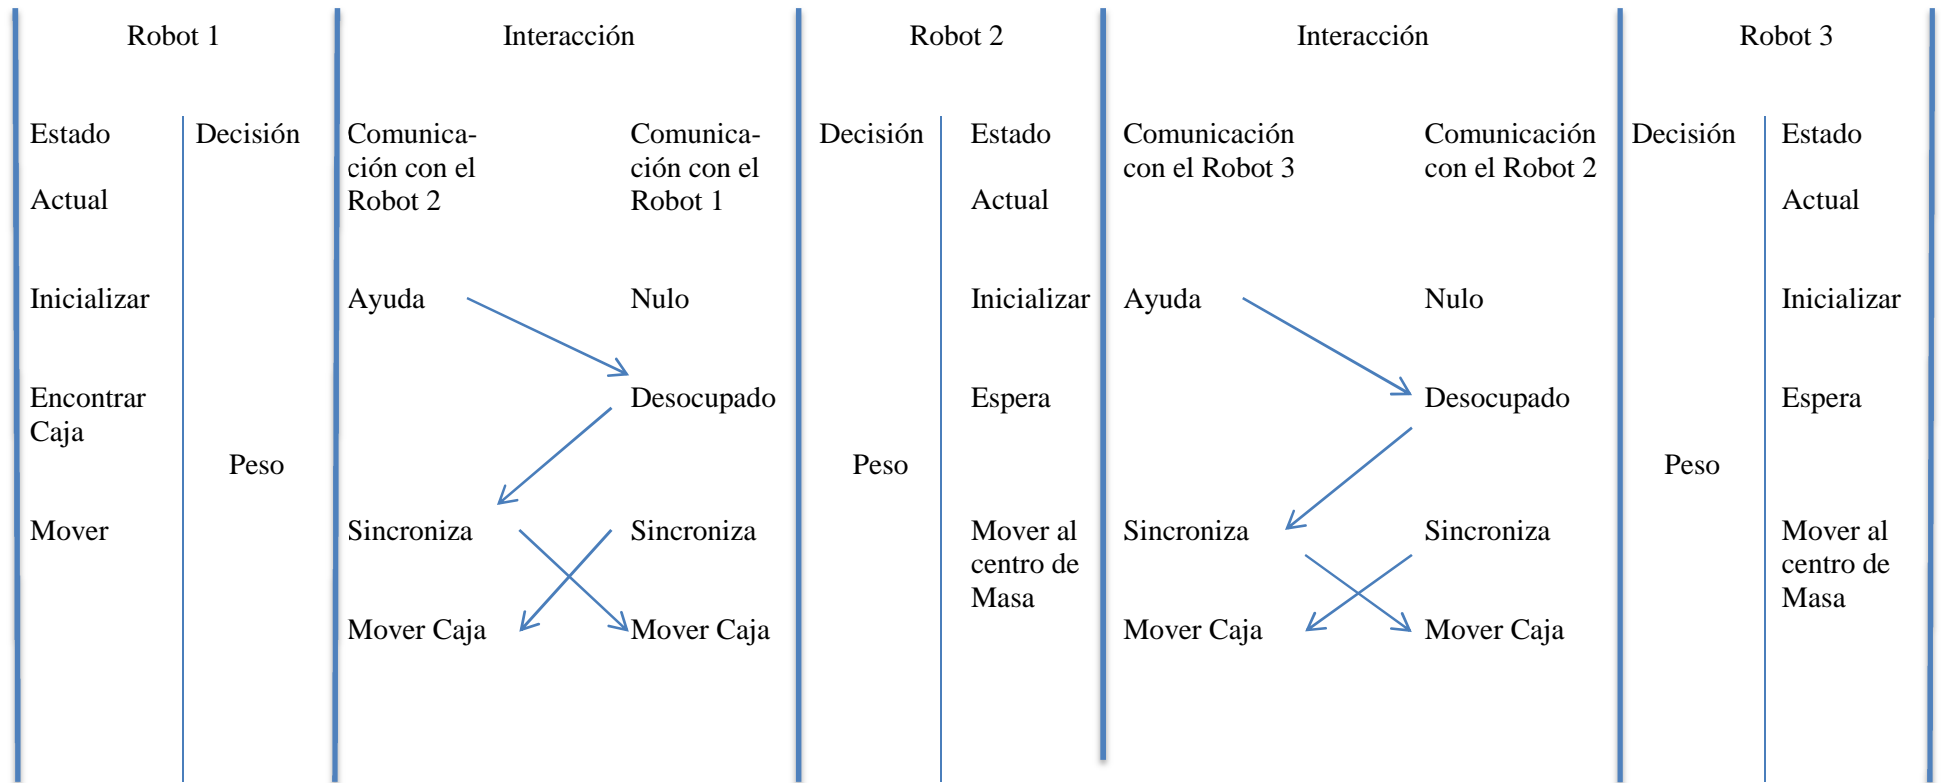 Robot 1
Interacción
Robot 2
Interacción
Robot 3
Estado
Decisión
Comunica-
Comunica-
Decisión
Estado
Comunicación
Comunicación
Decisión
Estado
ción con el
ción con el
con el Robot 3
con el Robot 2
Actual
Robot 2
Robot 1
Actual
Actual
Inicializar
Ayuda
Nulo
Inicializar
Ayuda
Nulo
Inicializar
Encontrar
Desocupado
Espera
Desocupado
Espera
Caja
Peso
Peso
Peso
Mover
Sincroniza
Sincroniza
Mover al
Sincroniza
Sincroniza
Mover al
centro de
centro de
Masa
Masa
Mover Caja
Mover Caja
Mover Caja
Mover Caja